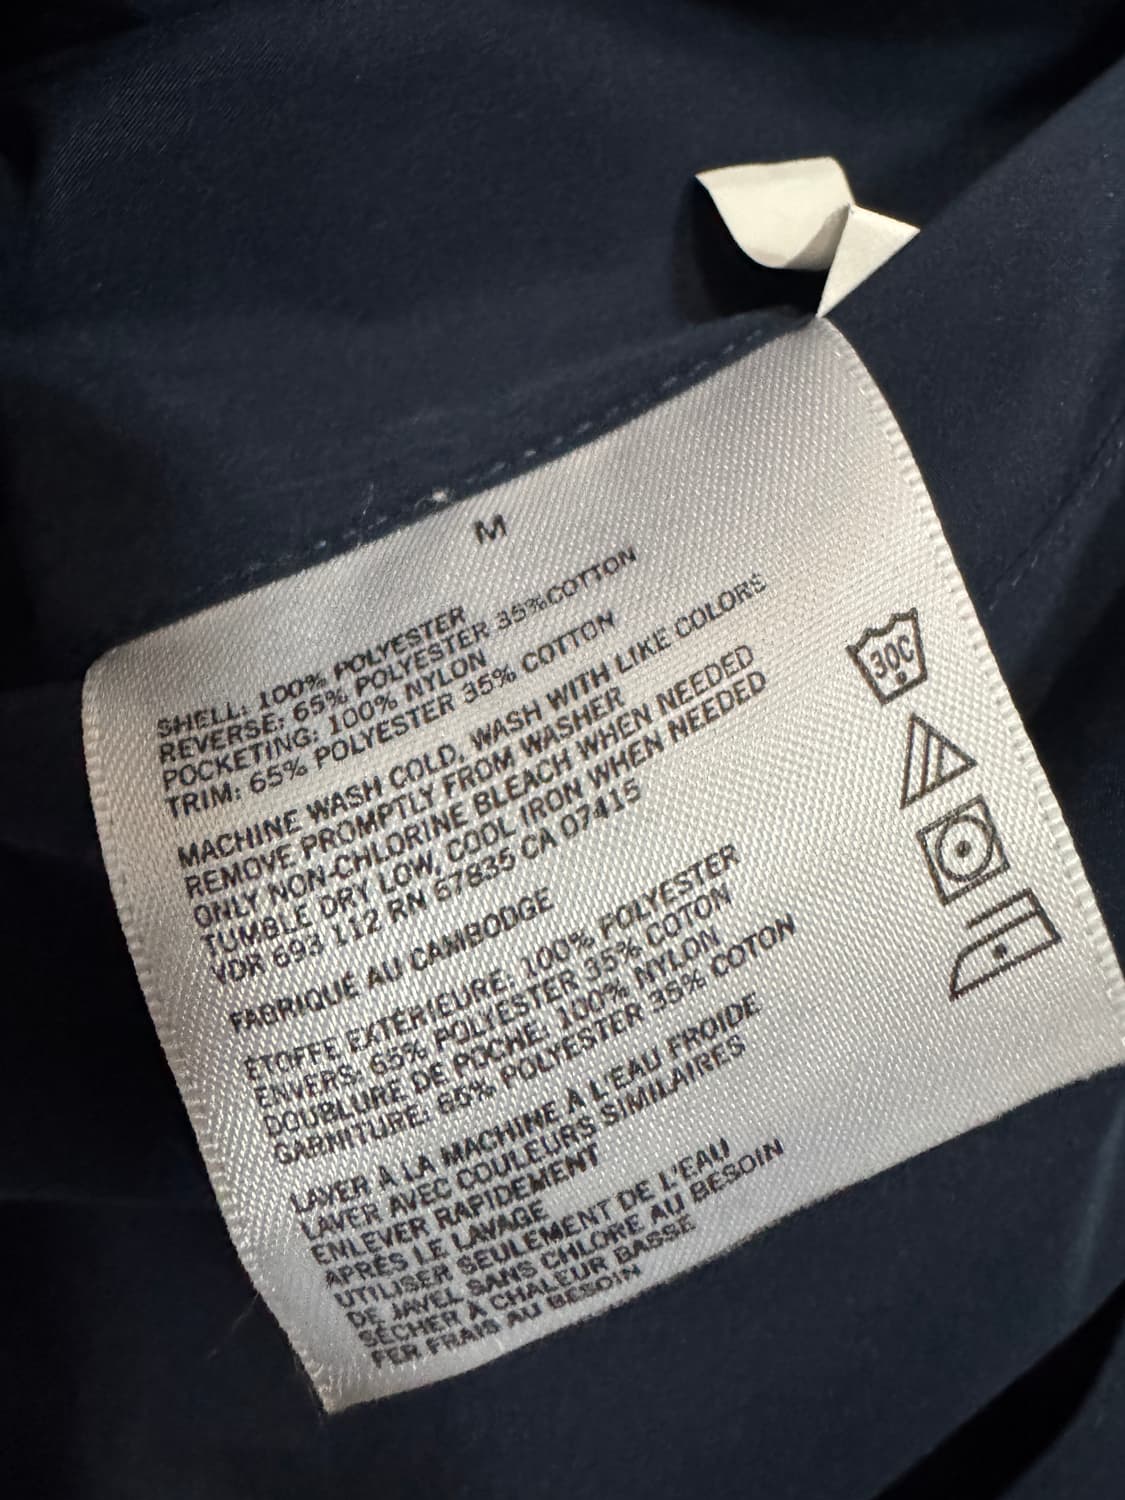 M
SHELL: 100% POLYESTER
REVERSE: 65% POLYESTER 35%COTTON
POCKETING: 100% NYLON
TRIM: 65% POLYESTER 35% COTTON
MACHINE WASH COLD, WASH WITH LIKE COLORS
REMOVE PROMPTLY FROM WASHER
ONLY NON-CHLORINE BLEACH WHEN NEEDED
TUMBLE DRY LOW, COOL IRON WHEN NEEDED
VDR 693 112 RN 67835 CA 07415
FABRIQUÉ AU CAMBODGE
ÉTOFFE EXTÉRIEURE: 100% POLYESTER
ENVERS: 65% POLYESTER 35% COTON
DOUBLURE DE POCHE: 100% NYLON
GARNITURE: 65% POLYESTER 35% COTON
LAVER À LA MACHINE À L'EAU FROIDE
LAVER AVEC COULEURS SIMILAIRES
ENLEVER RAPIDEMENT
APRÈS LE LAVAGE
UTILISER SEULEMENT DE L'EAU
DE JAVEL SANS CHLORE AU BESOIN
SÉCHER À CHALEUR BASSE
FER FRAIS AU BESOIN
30C